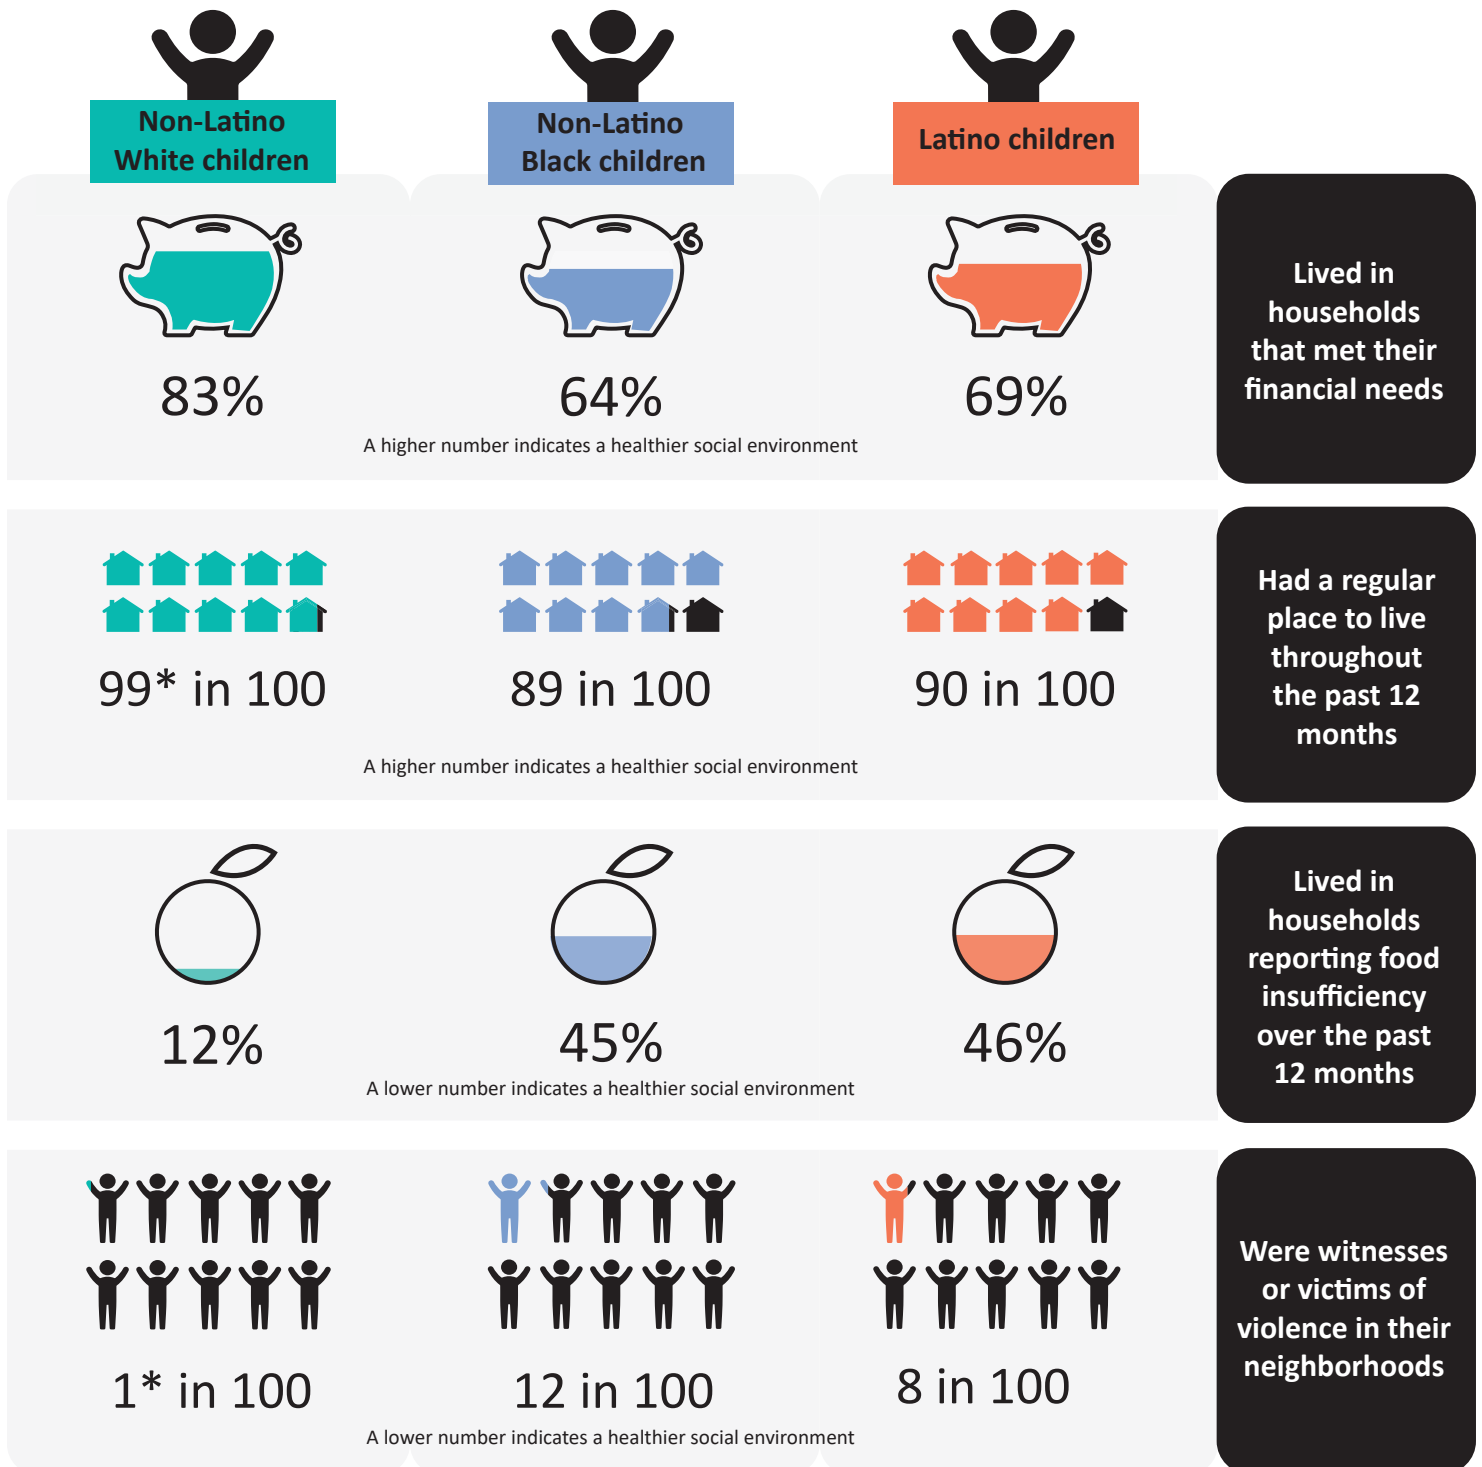 Non-Latino
White children
Non-Latino
Black children
Latino children
83%
64%
69%
A higher number indicates a healthier social environment
Lived in
households
that met their
financial needs
99* in 100
89 in 100
90 in 100
A higher number indicates a healthier social environment
Had a regular
place to live
throughout
the past 12
months
12%
45%
46%
A lower number indicates a healthier social environment
Lived in
households
reporting food
insufficiency
over the past
12 months
1* in 100
12 in 100
8 in 100
A lower number indicates a healthier social environment
Were witnesses
or victims of
violence in their
neighborhoods